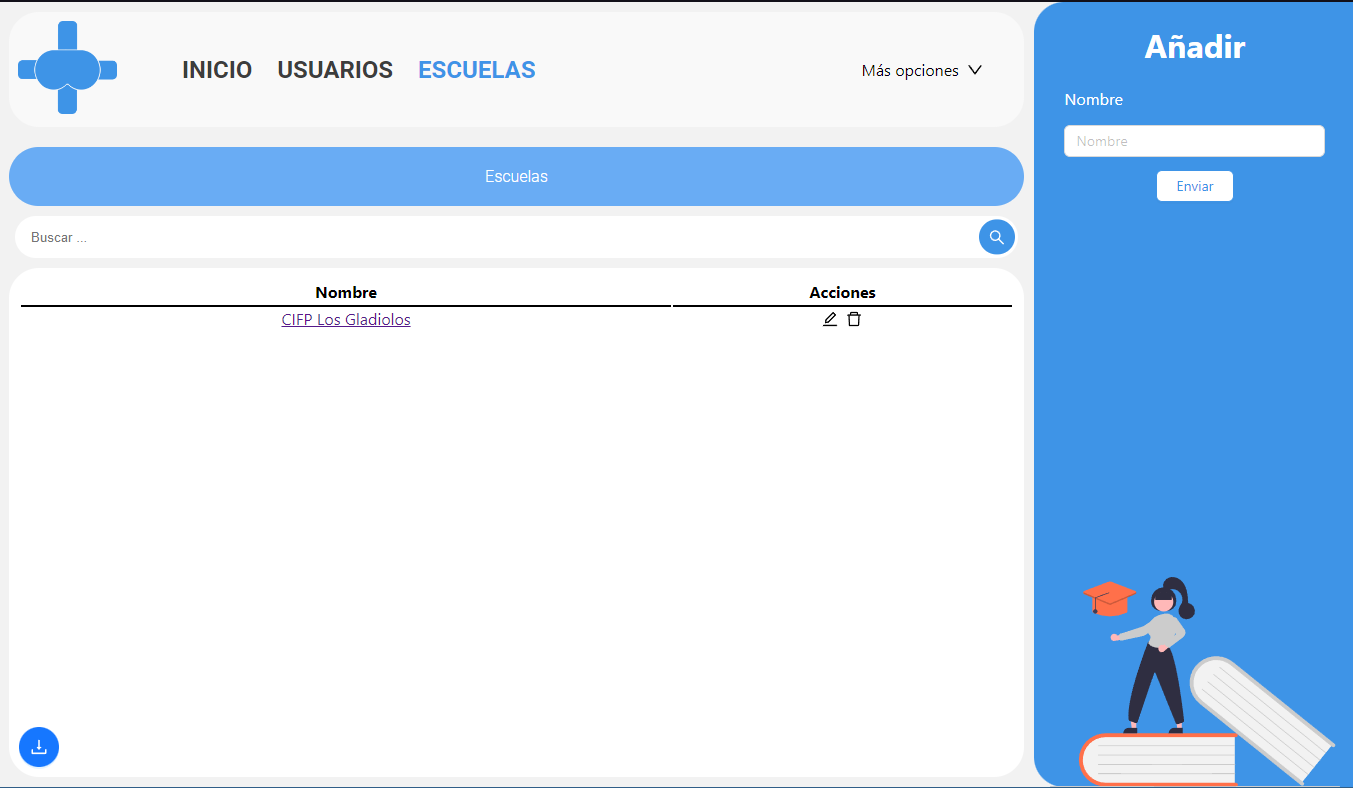 INICIO USUARIOS ESCUELAS Más opciones
Escuelas
Buscar ...
Nombre Acciones
CIFP Los Gladiolos
Añadir
Nombre
Nombre
Enviar